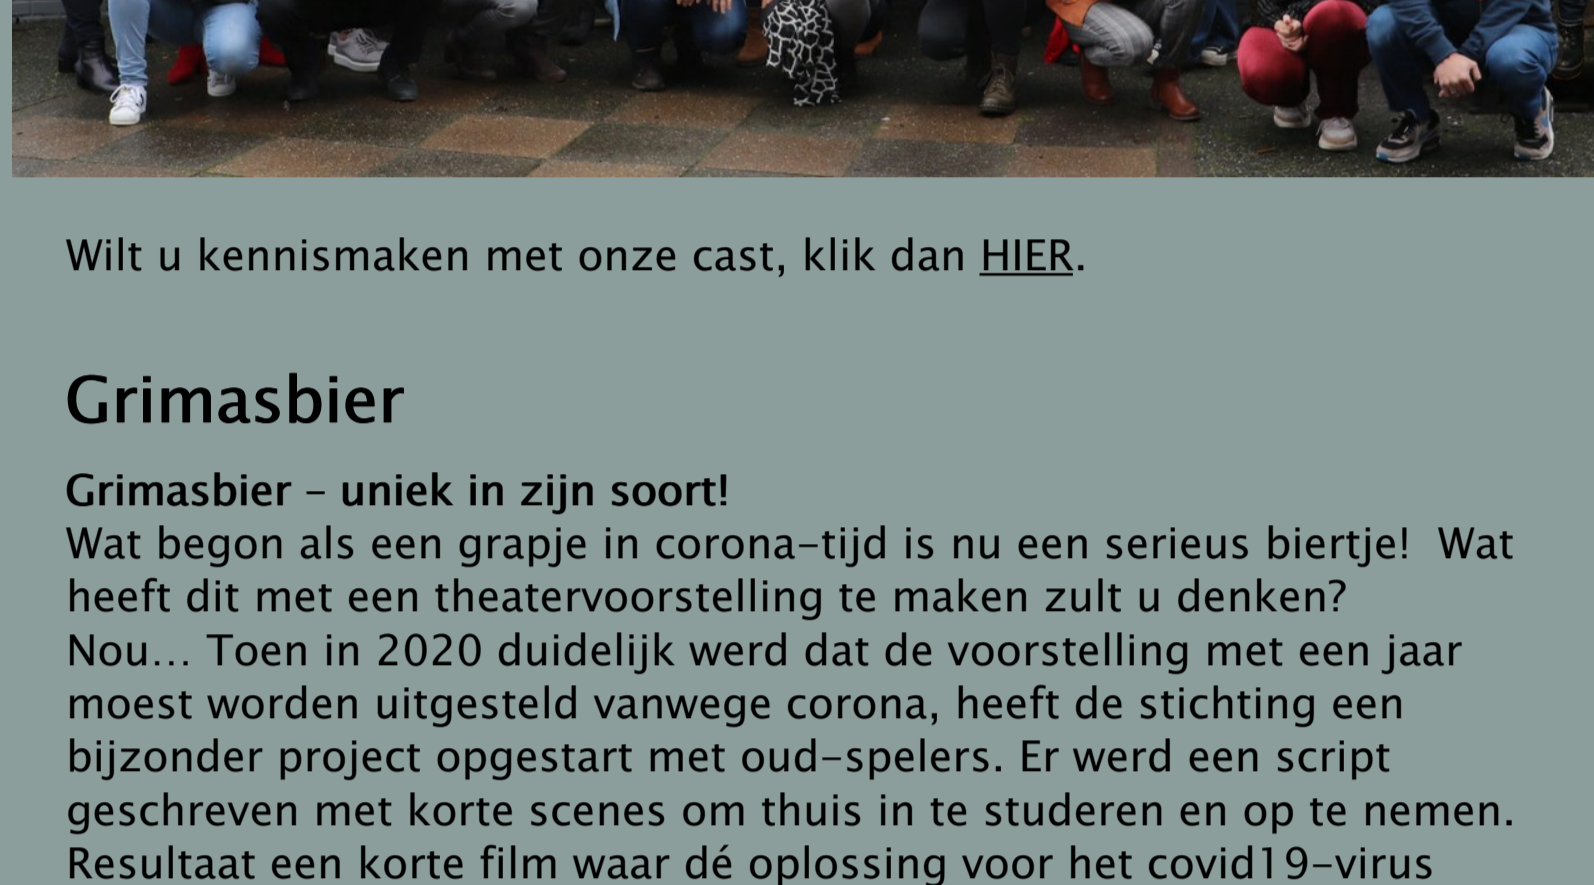 Wilt u kennismaken met onze cast, klik dan HIER.
Grimasbier
Grimasbier – uniek in zijn soort!
Wat begon als een grapje in corona-tijd is nu een serieus biertje!  Wat
heeft dit met een theatervoorstelling te maken zult u denken?
Nou... Toen in 2020 duidelijk werd dat de voorstelling met een jaar
moest worden uitgesteld vanwege corona, heeft de stichting een
bijzonder project opgestart met oud-spelers. Er werd een script
geschreven met korte scenes om thuis in te studeren en op te nemen.
Resultaat een korte film waar dé oplossing voor het covid19-virus